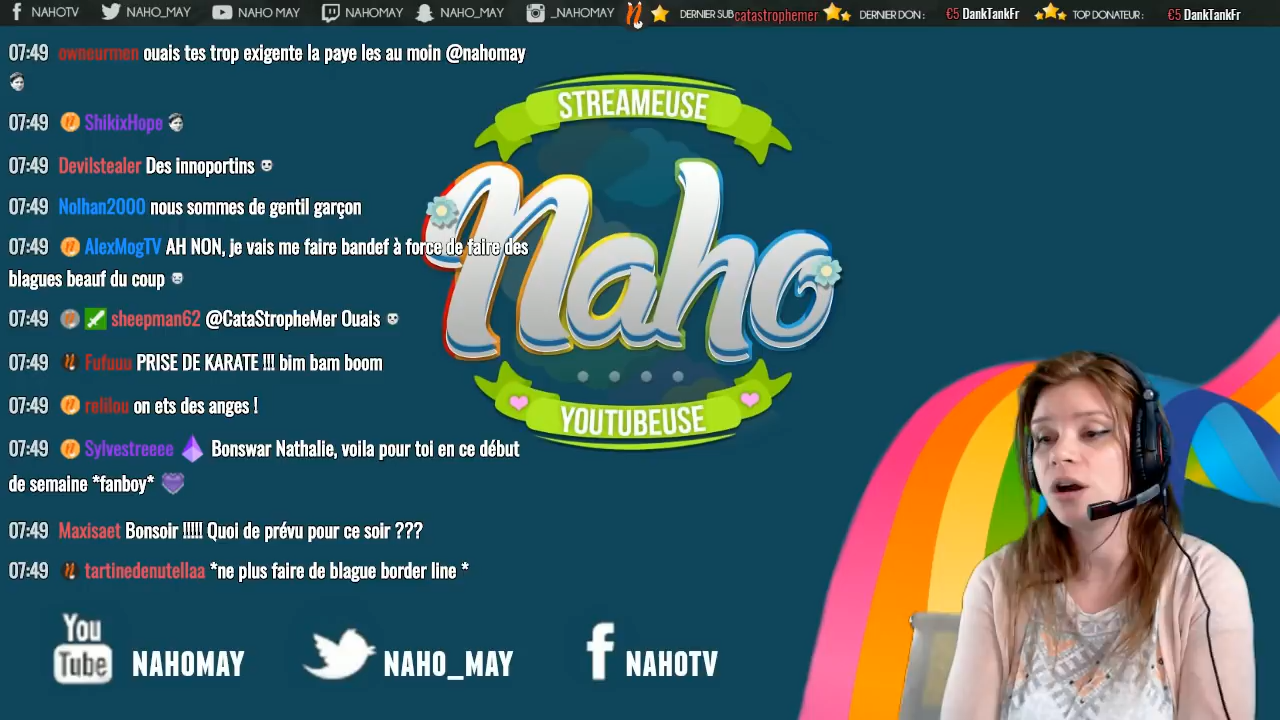 NAHOTV NAHO_MAY NAHO MAY NAHOMAY NAHO_MAY _NAHOMAY DERNIER SUB catastrophemer DERNIER DON : €5 DankTankFr TOP DONATEUR : €5 DankTankFr
07:49 owneurmen ouais tes trop exigente la paye les au moin @nahomay
07:49 ShikixHope
07:49 Devilstealer Des innoportins
07:49 Nolhan2000 nous sommes de gentil garçon
07:49 AlexMogTV AH NON, je vais me faire bandef à force de faire des
blagues beauf du coup
07:49 sheepman62 @CataStropheMer Ouais
07:49 Fufuuu PRISE DE KARATE !!! bim bam boom
07:49 relilou on ets des anges !
07:49 Sylvestreeee Bonswar Nathalie, voila pour toi en ce début
de semaine *fanboy*
07:49 Maxisaet Bonsoir !!!!! Quoi de prévu pour ce soir ???
07:49 tartinedenutellaa *ne plus faire de blague border line *
STREAMEUSE
Naho
YOUTUBEUSE
You
Tube
NAHOMAY
NAHO_MAY
NAHOTV